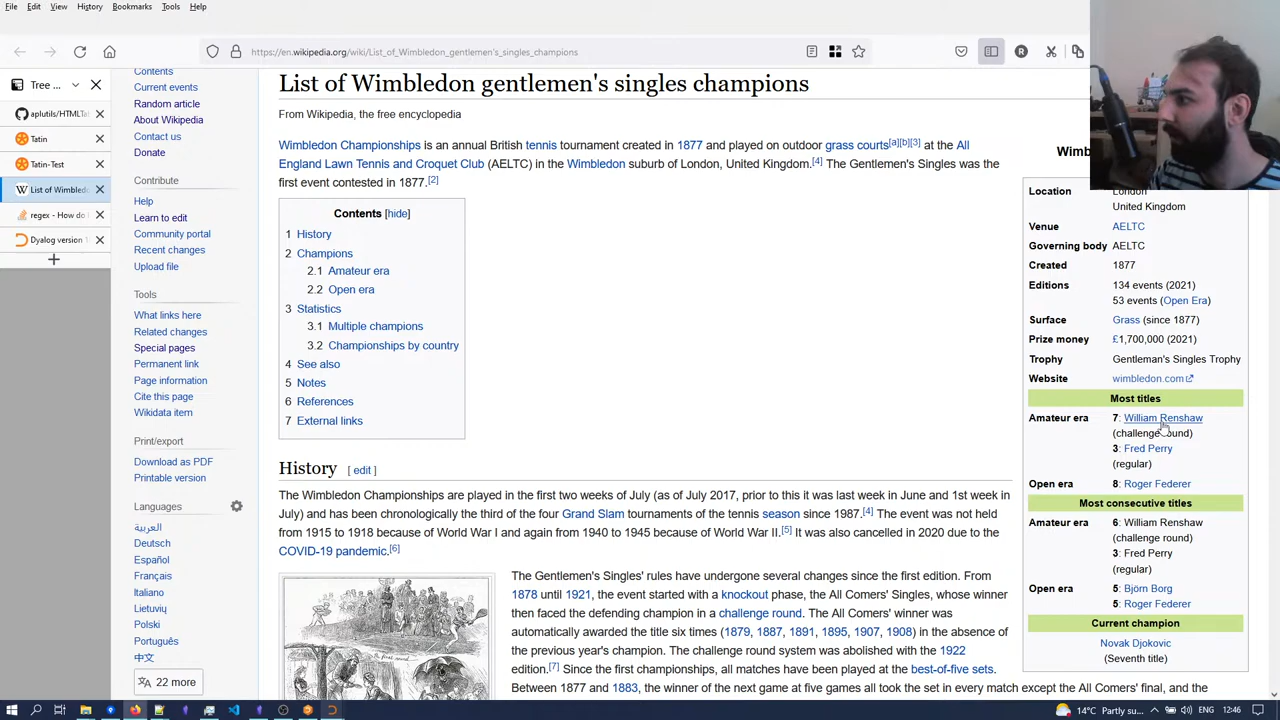 File Edit View History Bookmarks Tools Help
https://en.wikipedia.org/wiki/List_of_Wimbledon_gentlemen's_singles_champions
Tree ...
aplutils/HTMLTa
Tatin
Tatin-Test
List of Wimbled
regex - How do
Dyalog version
Contents
Current events
Random article
About Wikipedia
Contact us
Donate
Contribute
Help
Learn to edit
Community portal
Recent changes
Upload file
Tools
What links here
Related changes
Special pages
Permanent link
Page information
Cite this page
Wikidata item
Print/export
Download as PDF
Printable version
Languages
العربية
Deutsch
Español
Français
Italiano
Lietuvių
Polski
Português
中文
22 more
List of Wimbledon gentlemen's singles champions
From Wikipedia, the free encyclopedia
Wimbledon Championships is an annual British tennis tournament created in 1877 and played on outdoor grass courts[a][b][3] at the All
England Lawn Tennis and Croquet Club (AELTC) in the Wimbledon suburb of London, United Kingdom.[4] The Gentlemen's Singles was the
first event contested in 1877.[2]
Contents [hide]
1 History
2 Champions
2.1 Amateur era
2.2 Open era
3 Statistics
3.1 Multiple champions
3.2 Championships by country
4 See also
5 Notes
6 References
7 External links
History [ edit ]
The Wimbledon Championships are played in the first two weeks of July (as of July 2017, prior to this it was last week in June and 1st week in
July) and has been chronologically the third of the four Grand Slam tournaments of the tennis season since 1987.[4] The event was not held
from 1915 to 1918 because of World War I and again from 1940 to 1945 because of World War II.[5] It was also cancelled in 2020 due to the
COVID-19 pandemic.[6]
The Gentlemen's Singles' rules have undergone several changes since the first edition. From
1878 until 1921, the event started with a knockout phase, the All Comers' Singles, whose winner
then faced the defending champion in a challenge round. The All Comers' winner was
automatically awarded the title six times (1879, 1887, 1891, 1895, 1907, 1908) in the absence of
the previous year's champion. The challenge round system was abolished with the 1922
edition.[7] Since the first championships, all matches have been played at the best-of-five sets.
Between 1877 and 1883, the winner of the next game at five games all took the set in every match except the All Comers' final, and the
Wimb
Location London
United Kingdom
Venue AELTC
Governing body AELTC
Created 1877
Editions 134 events (2021)
53 events (Open Era)
Surface Grass (since 1877)
Prize money £1,700,000 (2021)
Trophy Gentleman's Singles Trophy
Website wimbledon.com
Most titles
Amateur era 7: William Renshaw
(challenge round)
3: Fred Perry
(regular)
Open era 8: Roger Federer
Most consecutive titles
Amateur era 6: William Renshaw
(challenge round)
3: Fred Perry
(regular)
Open era 5: Björn Borg
5: Roger Federer
Current champion
Novak Djokovic
(Seventh title)
14°C Partly su... ENG 12:46